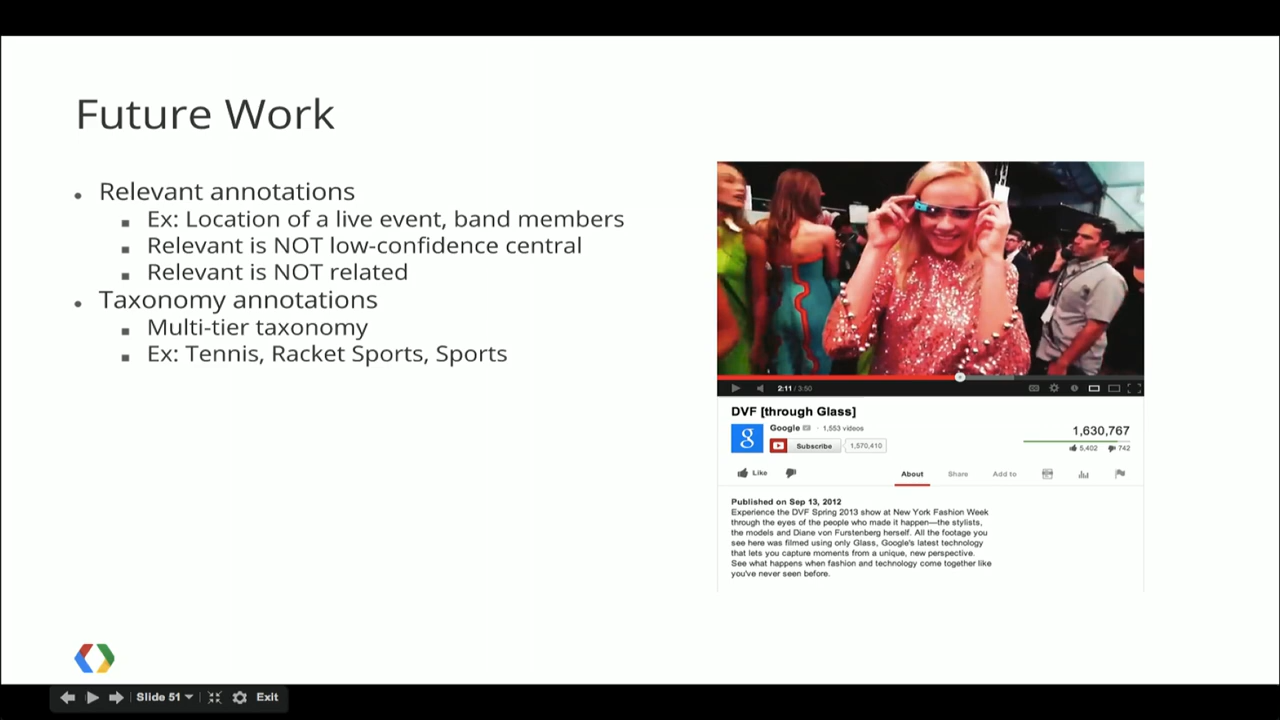 Future Work
Relevant annotations
Ex: Location of a live event, band members
Relevant is NOT low-confidence central
Relevant is NOT related
Taxonomy annotations
Multi-tier taxonomy
Ex: Tennis, Racket Sports, Sports
2:11 / 3:50
DVF [through Glass]
g
Google · 1,553 videos
Subscribe 1,570,410
1,630,767
5,402 742
Like
About Share Add to
Published on Sep 13, 2012
Experience the DVF Spring 2013 show at New York Fashion Week
through the eyes of the people who made it happen—the stylists,
the models and Diane von Furstenberg herself. All the footage you
see here was filmed using only Glass, Google's latest technology
that lets you capture moments from a unique, new perspective.
See what happens when fashion and technology come together like
you've never seen before.
Slide 51 Exit